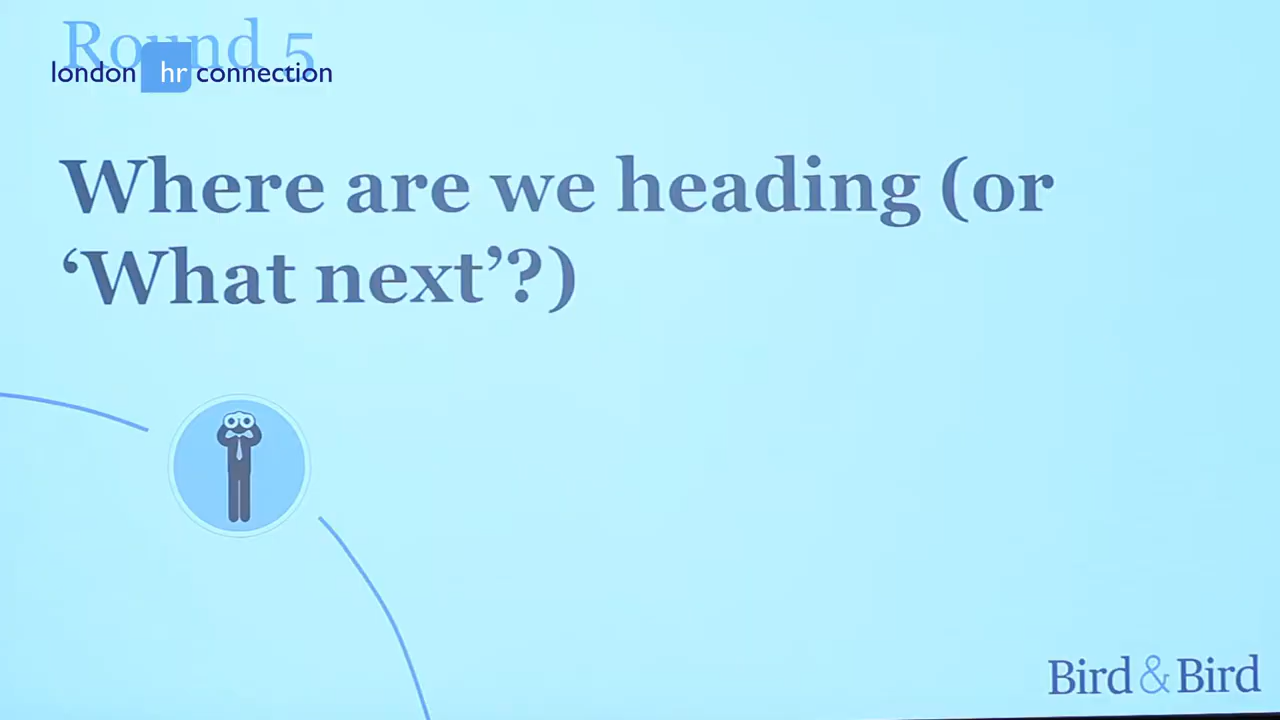 Round 5
london hr connection
Where are we heading (or
‘What next’?)
Bird & Bird